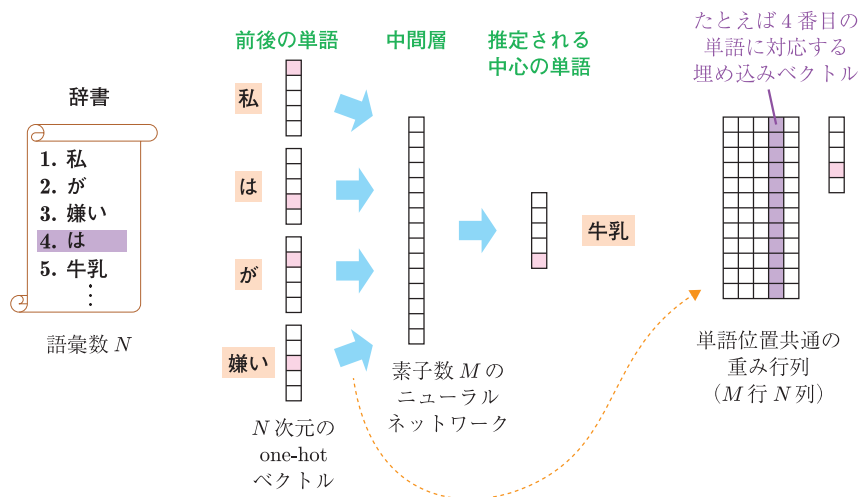 辞書
1. 私
2. が
3. 嫌い
4. は
5. 牛乳
⋮
語彙数 N
前後の単語
私
は
が
嫌い
N 次元の
one-hot
ベクトル
中間層
素子数 M の
ニューラル
ネットワーク
推定される
中心の単語
牛乳
たとえば 4 番目の
単語に対応する
埋め込みベクトル
単語位置共通の
重み行列
（M 行 N 列）